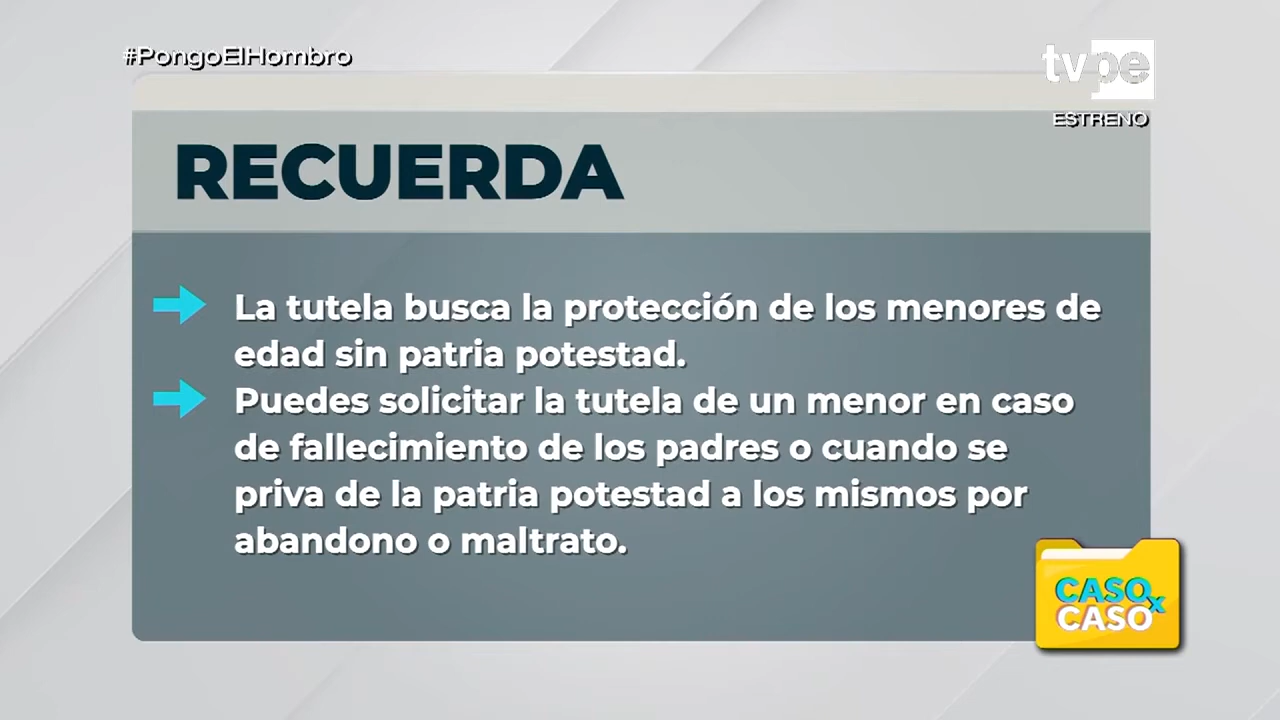 #PongoElHombro
tvpe
ESTRENO
RECUERDA
La tutela busca la protección de los menores de
edad sin patria potestad.
Puedes solicitar la tutela de un menor en caso
de fallecimiento de los padres o cuando se
priva de la patria potestad a los mismos por
abandono o maltrato.
CASO x
CASO